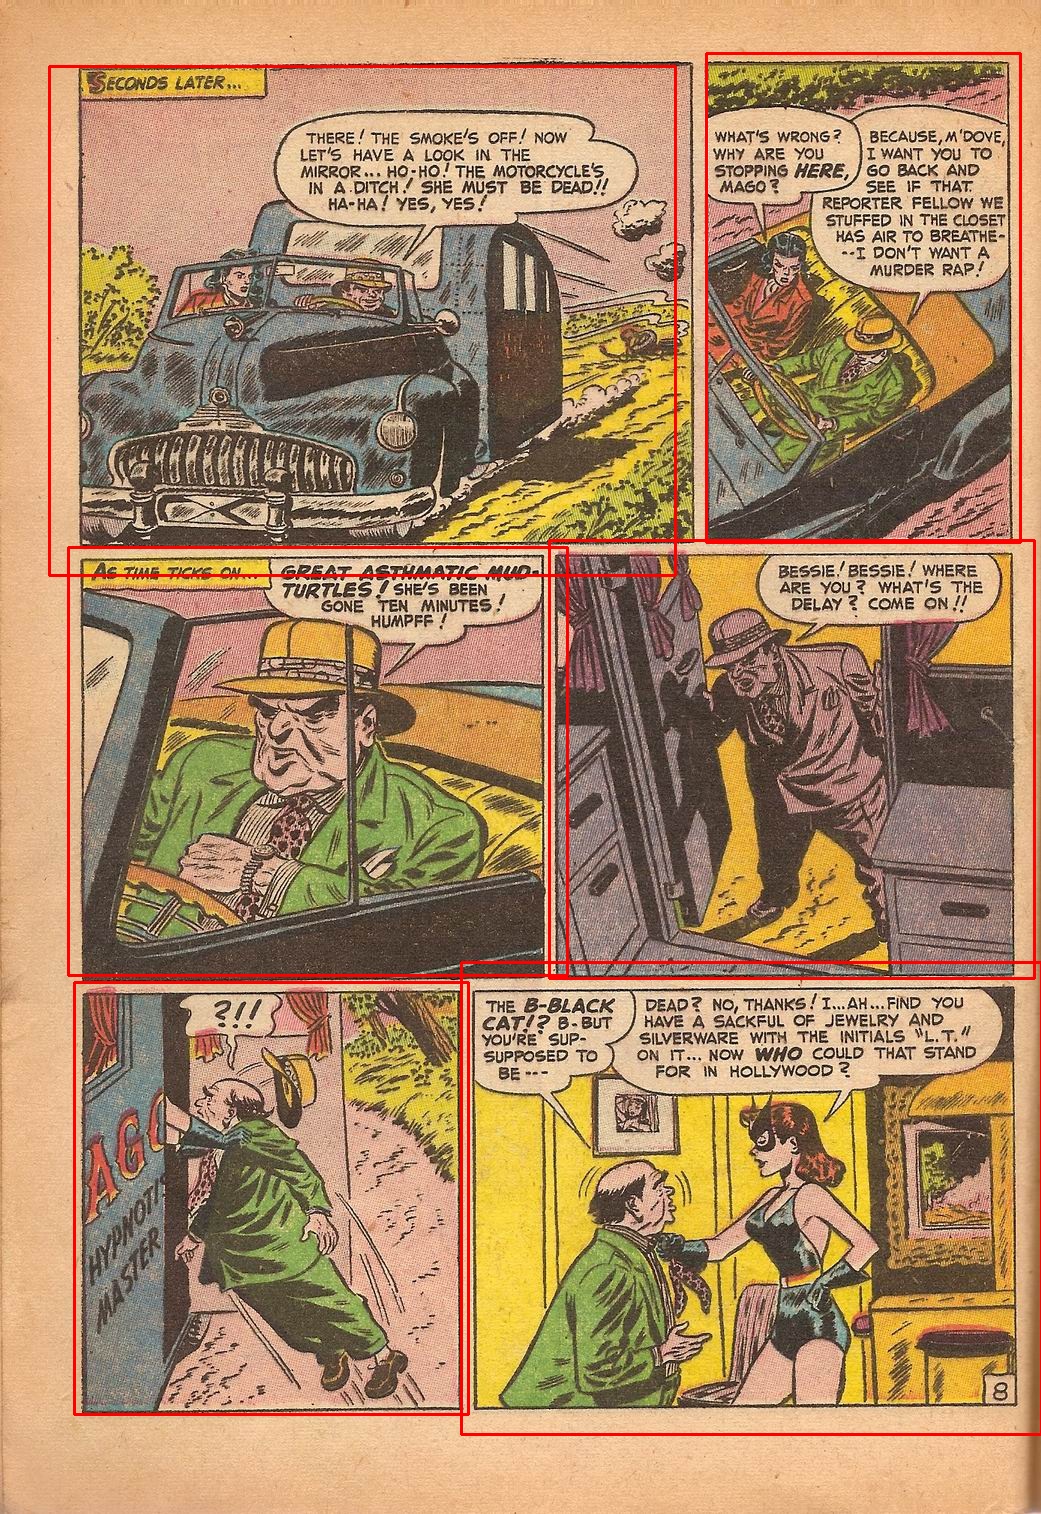 SECONDS LATER...
THERE! THE SMOKE'S OFF! NOW
LET'S HAVE A LOOK IN THE
MIRROR... HO-HO! THE MOTORCYCLE'S
IN A DITCH! SHE MUST BE DEAD!!
HA-HA! YES, YES!
WHAT'S WRONG?
WHY ARE YOU
STOPPING HERE,
MAGO?
BECAUSE, M'DOVE,
I WANT YOU TO
GO BACK AND
SEE IF THAT
REPORTER FELLOW WE
STUFFED IN THE CLOSET
HAS AIR TO BREATHE-
--I DON'T WANT A
MURDER RAP!
AS TIME TICKS ON...
GREAT ASTHMATIC MUD-
TURTLES! SHE'S BEEN
GONE TEN MINUTES!
HUMPFF!
BESSIE! BESSIE! WHERE
ARE YOU? WHAT'S THE
DELAY? COME ON!!
?!!
AGO
HYPNOTIS
MASTER
THE B-BLACK
CAT!? B-BUT
YOU'RE SUP-
SUPPOSED TO
BE ---
DEAD? NO, THANKS! I...AH...FIND YOU
HAVE A SACKFUL OF JEWELRY AND
SILVERWARE WITH THE INITIALS "L.T."
ON IT... NOW WHO COULD THAT STAND
FOR IN HOLLYWOOD?
8